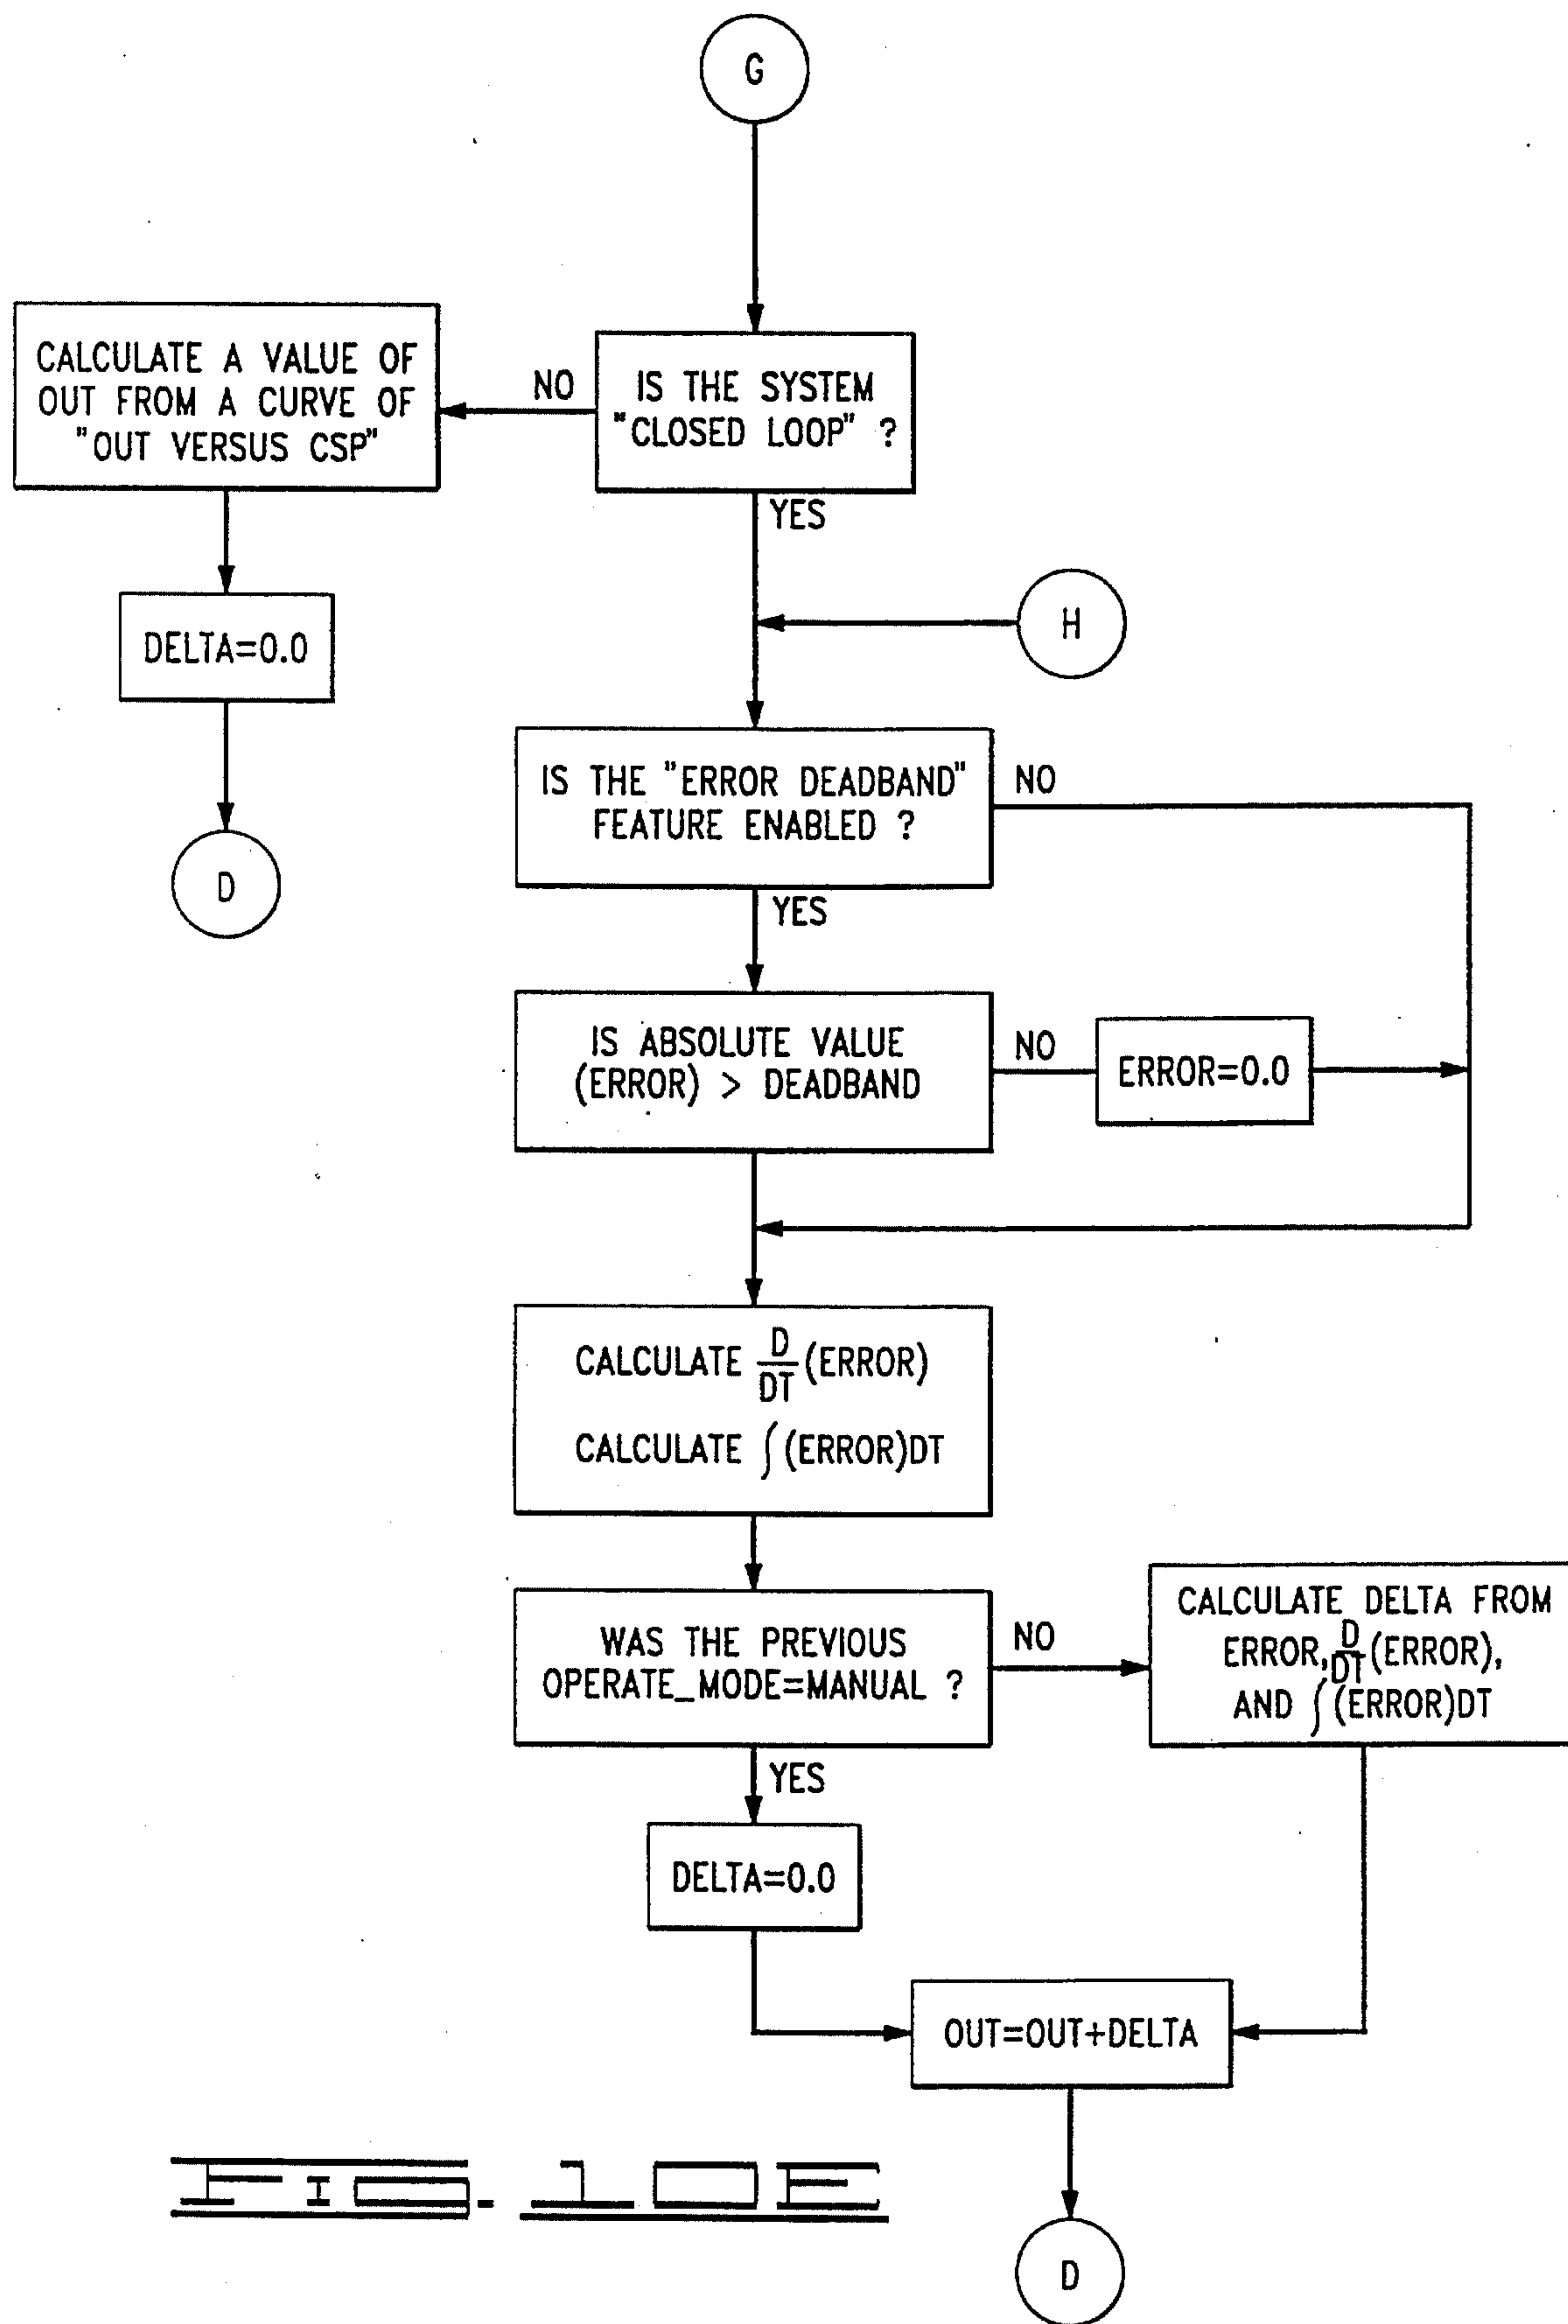 G
CALCULATE A VALUE OF
OUT FROM A CURVE OF
"OUT VERSUS CSP"
NO
IS THE SYSTEM
"CLOSED LOOP" ?
YES
DELTA=0.0
H
D
IS THE "ERROR DEADBAND"
FEATURE ENABLED ?
NO
YES
IS ABSOLUTE VALUE
(ERROR) > DEADBAND
NO
ERROR=0.0
CALCULATE D/DT (ERROR)
CALCULATE ∫(ERROR)DT
WAS THE PREVIOUS
OPERATE_MODE=MANUAL ?
NO
CALCULATE DELTA FROM
ERROR, D/DT (ERROR),
AND ∫(ERROR)DT
YES
DELTA=0.0
OUT=OUT+DELTA
FIG. 10E
D